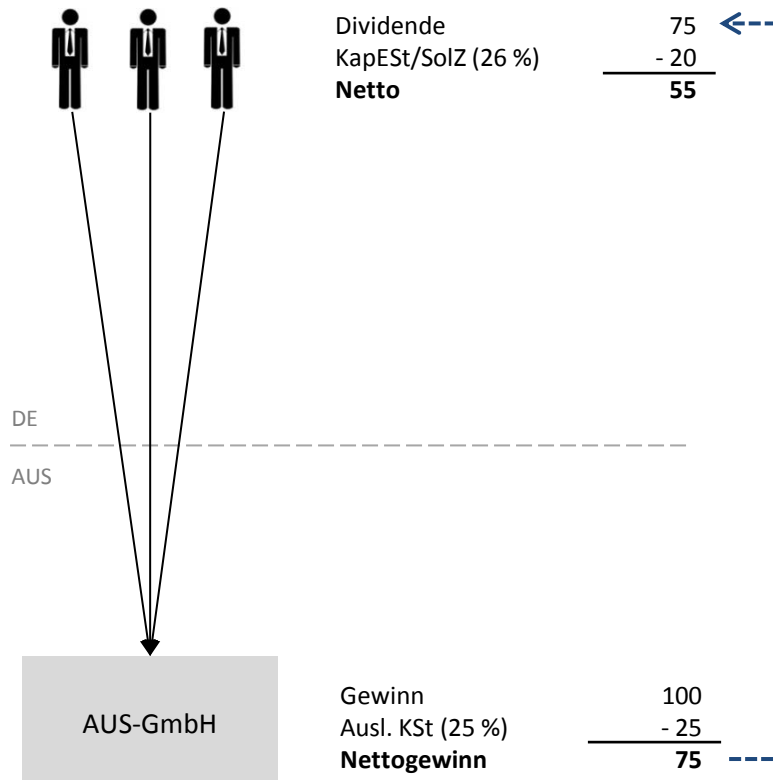 Dividende 75
KapESt/SolZ (26 %) - 20
Netto 55
DE
AUS
AUS-GmbH
Gewinn 100
Ausl. KSt (25 %) - 25
Nettogewinn 75